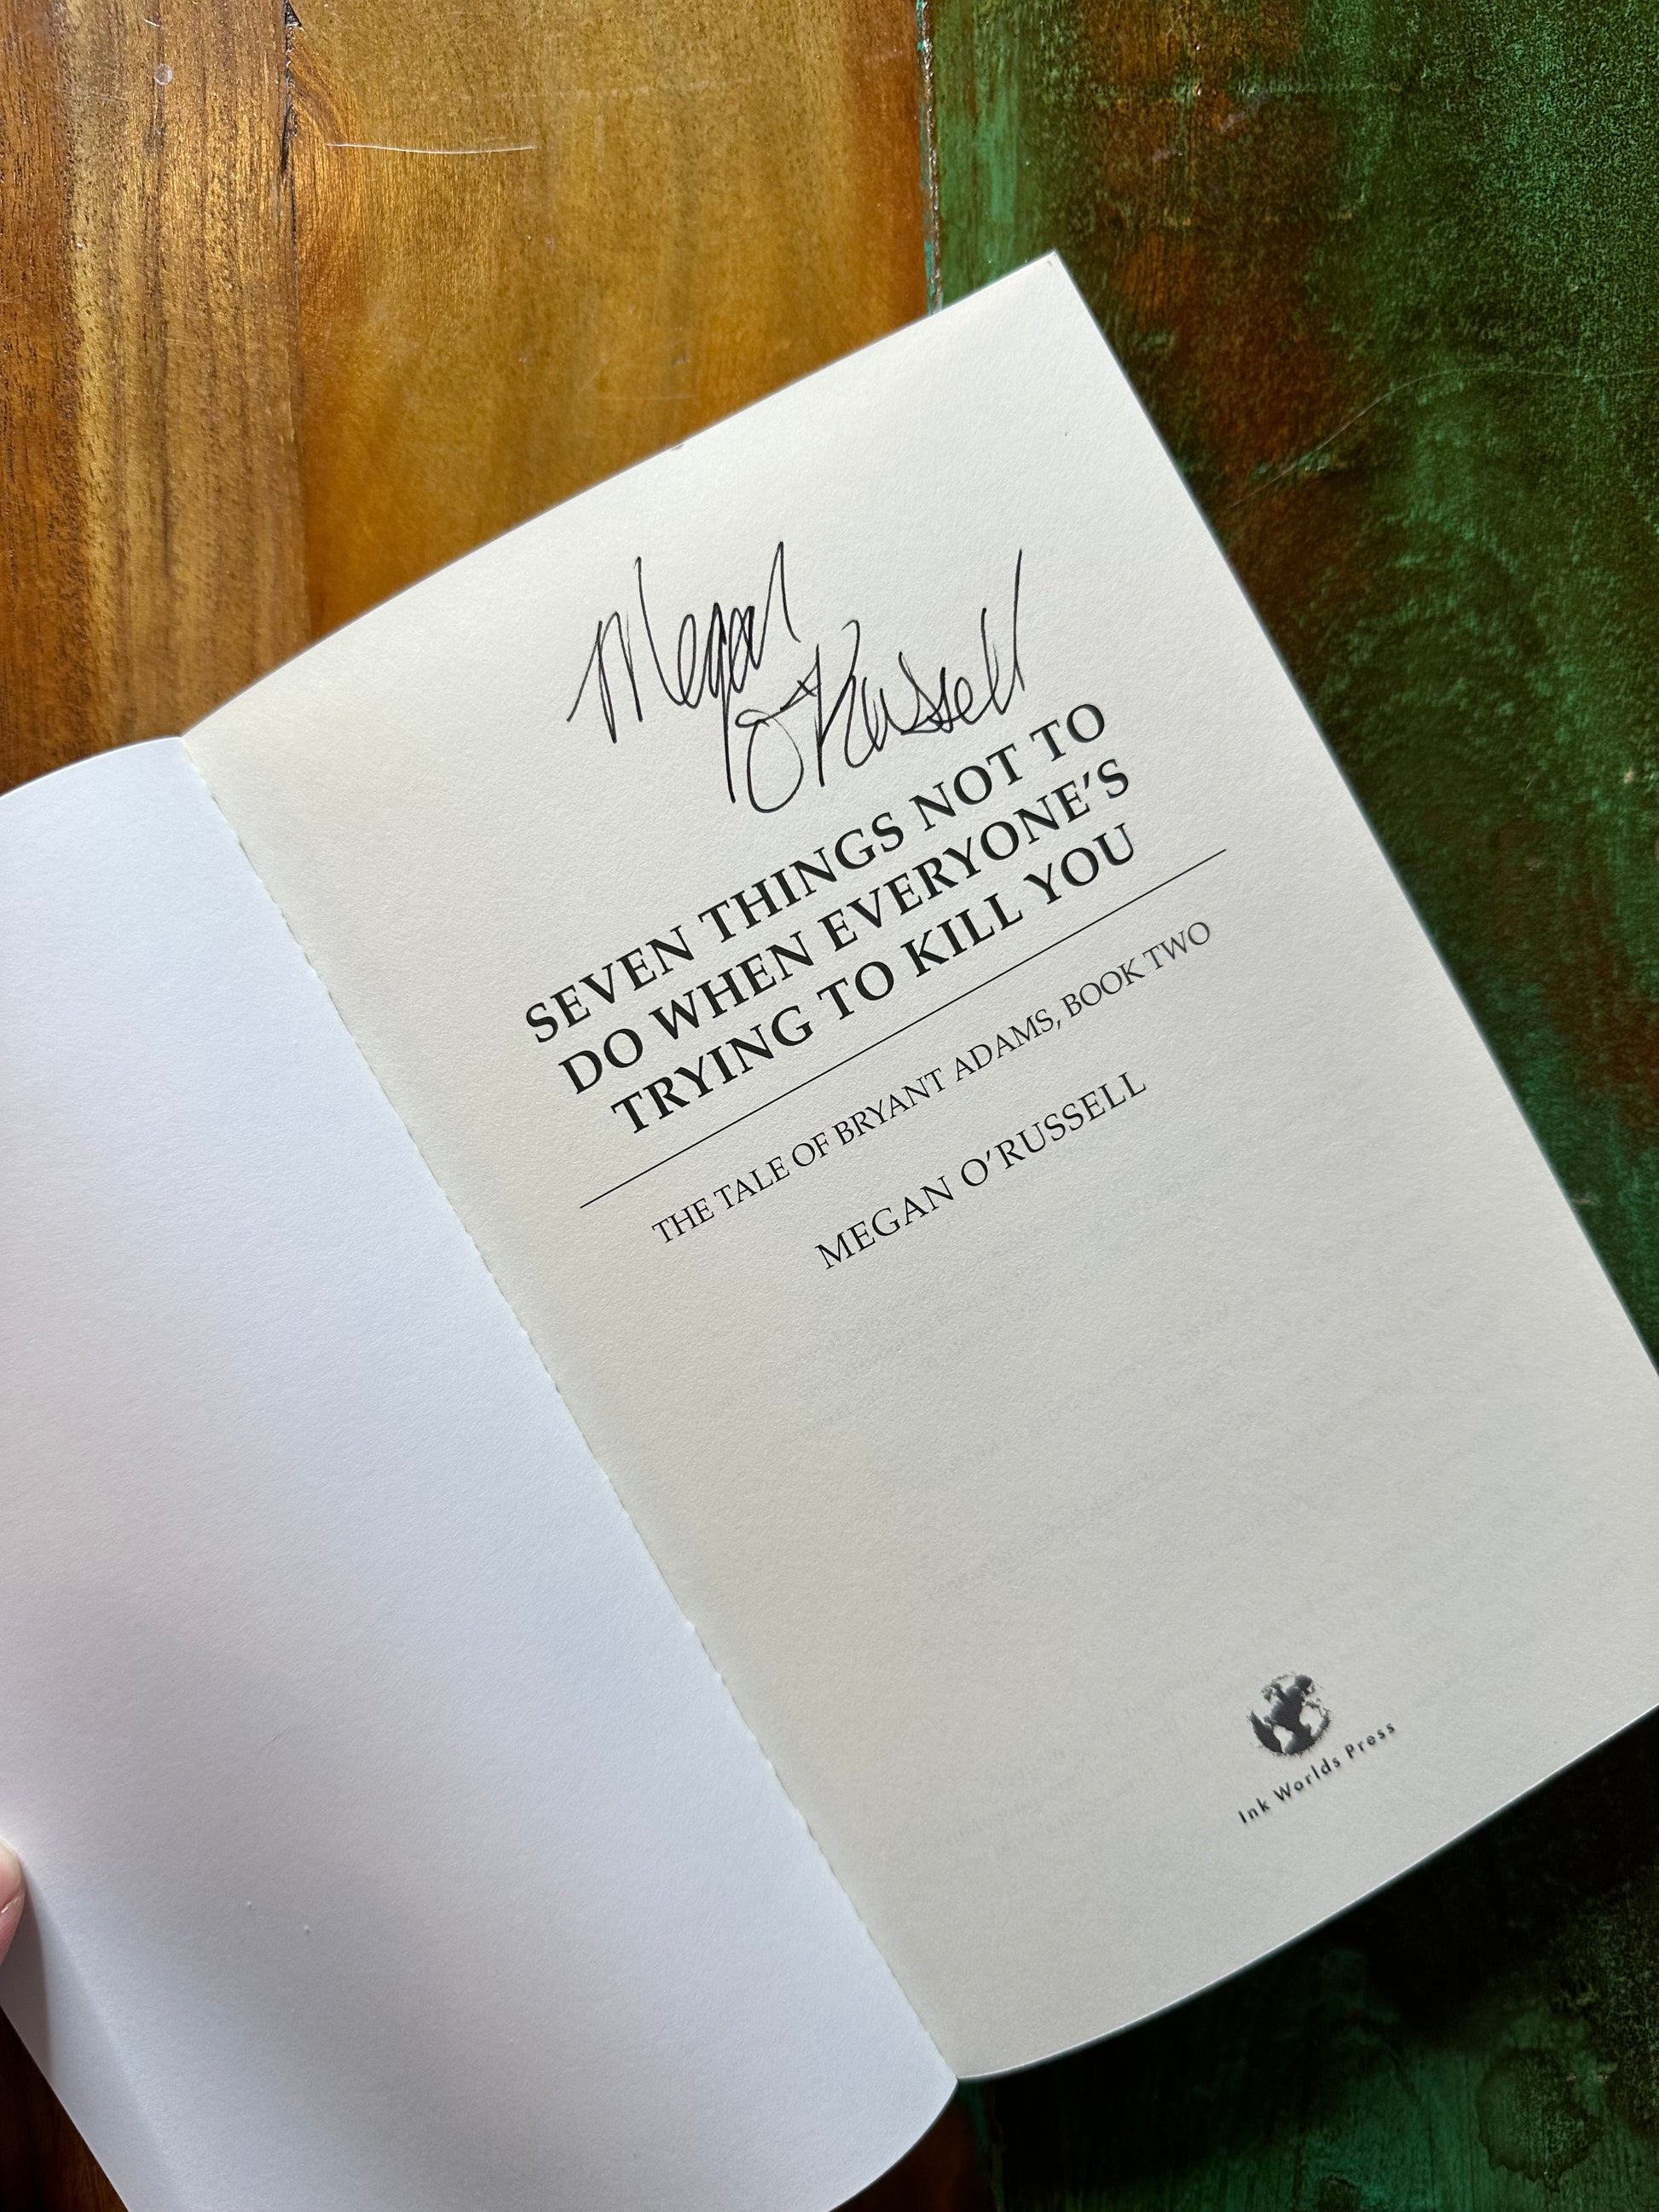 Megan
O'Russell
SEVEN THINGS NOT TO
DO WHEN EVERYONE'S
TRYING TO KILL YOU
THE TALE OF BRYANT ADAMS, BOOK TWO
MEGAN O'RUSSELL
Ink Worlds Press